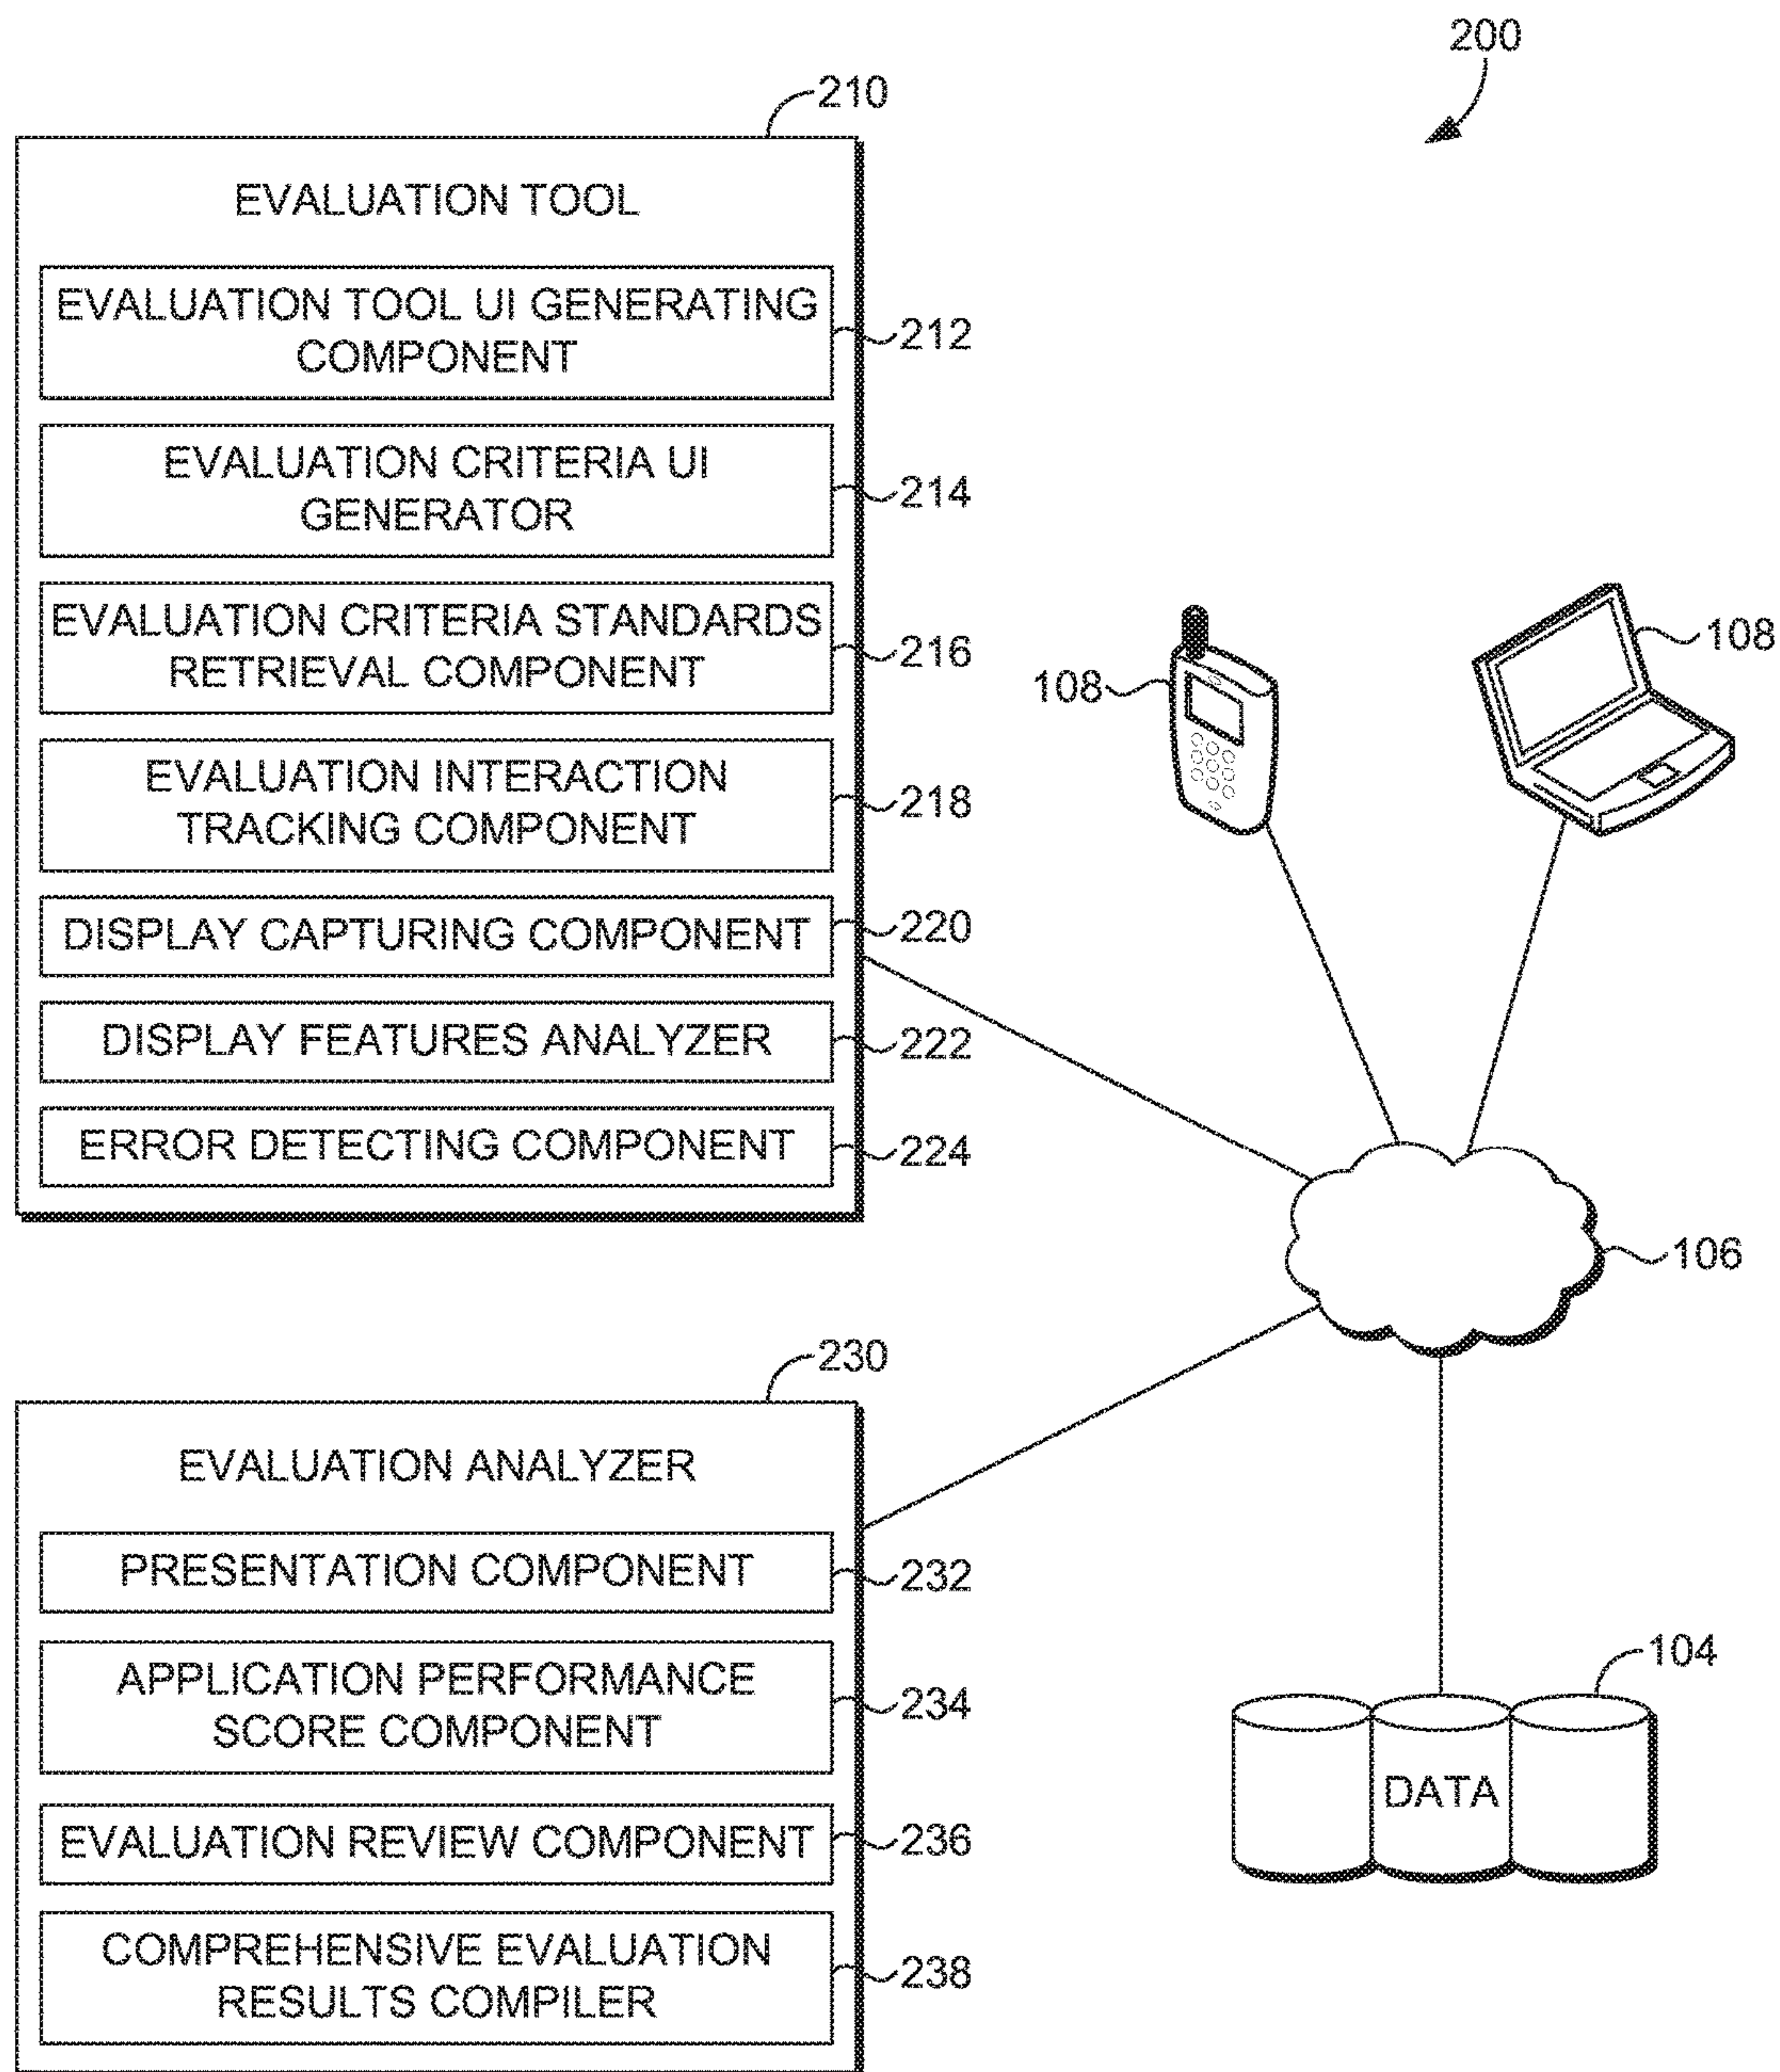 200
210
EVALUATION TOOL
EVALUATION TOOL UI GENERATING
COMPONENT
212
EVALUATION CRITERIA UI
GENERATOR
214
EVALUATION CRITERIA STANDARDS
RETRIEVAL COMPONENT
216
EVALUATION INTERACTION
TRACKING COMPONENT
218
DISPLAY CAPTURING COMPONENT
220
DISPLAY FEATURES ANALYZER
222
ERROR DETECTING COMPONENT
224
108
108
106
230
EVALUATION ANALYZER
PRESENTATION COMPONENT
232
APPLICATION PERFORMANCE
SCORE COMPONENT
234
EVALUATION REVIEW COMPONENT
236
COMPREHENSIVE EVALUATION
RESULTS COMPILER
238
104
DATA